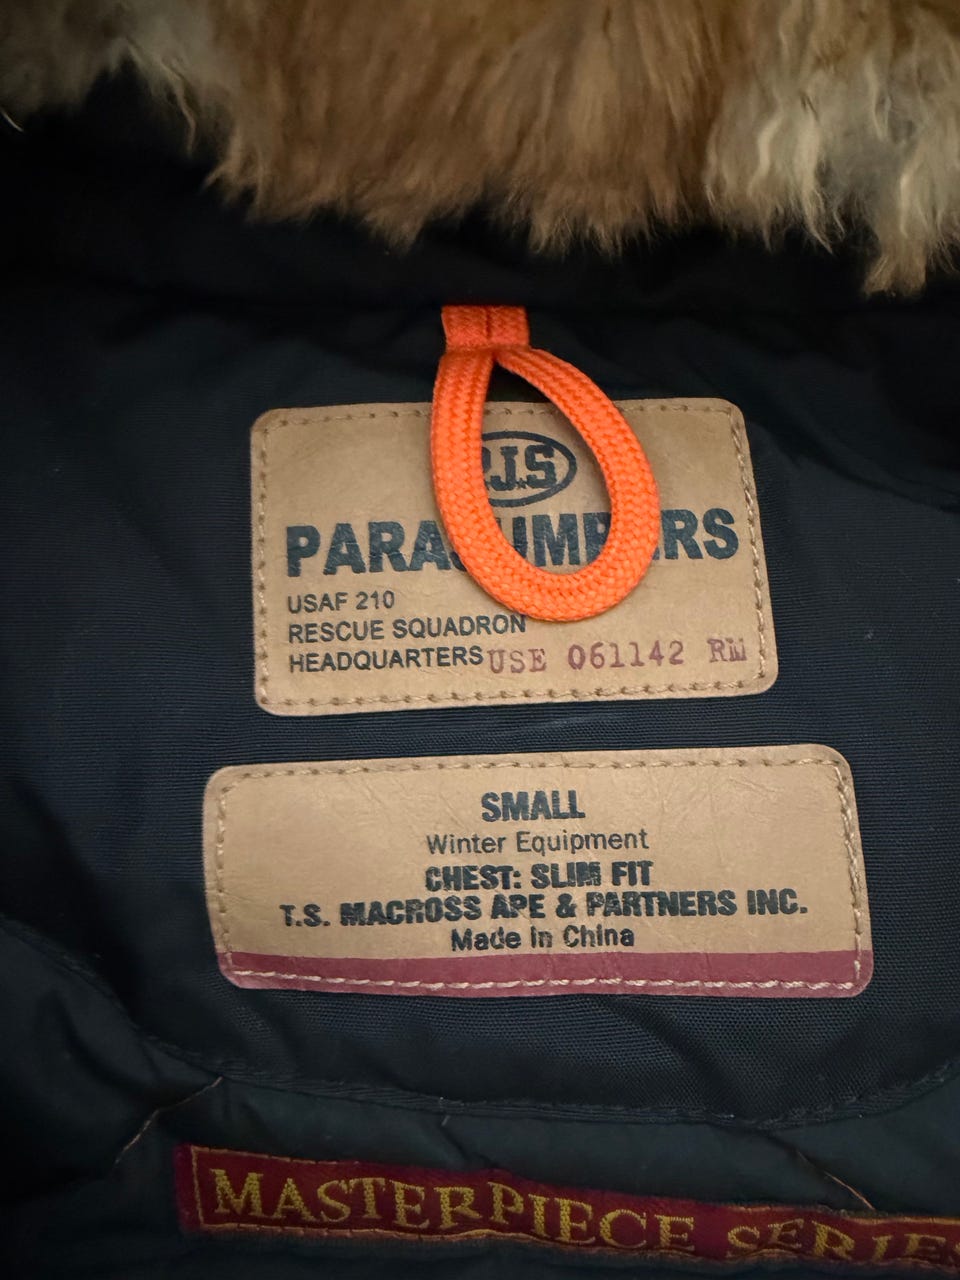 P.J.S
PARAJUMPERS
USAF 210
RESCUE SQUADRON
HEADQUARTERS USE 061142 RM
SMALL
Winter Equipment
CHEST: SLIM FIT
T.S. MACROSS APE & PARTNERS INC.
Made in China
MASTERPIECE SERIES